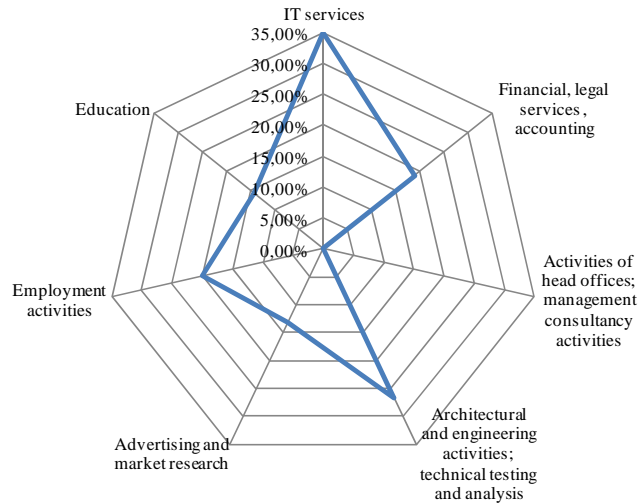 IT services
35,00%
30,00%
25,00%
20,00%
15,00%
10,00%
5,00%
0,00%
Financial, legal
services ,
accounting
Activities of
head offices;
management
consultancy
activities
Architectural
and engineering
activities;
technical testing
and analysis
Advertising and
market research
Employment
activities
Education